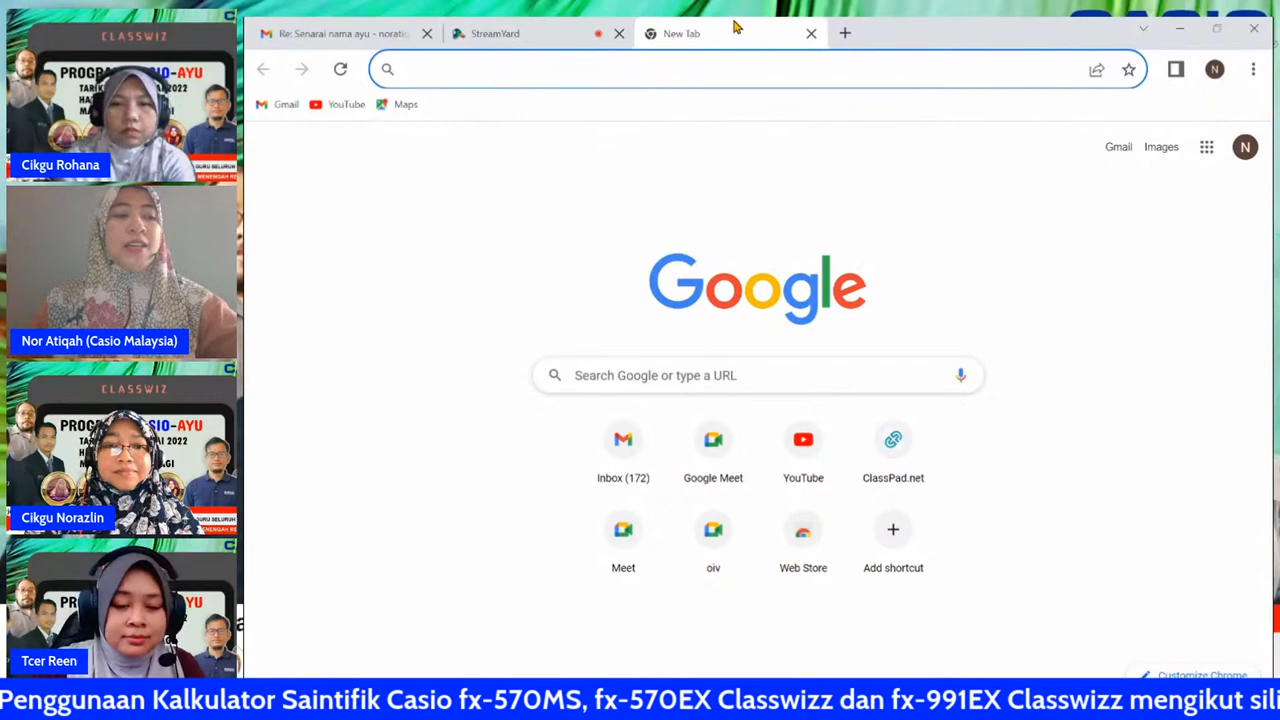 CLASSWIZ
Cikgu Rohana
Nor Atiqah (Casio Malaysia)
CLASSWIZ
Cikgu Norazlin
Tcer Reen
Re: Senarai nama ayu - noratiq
StreamYard
New Tab
Gmail
YouTube
Maps
Gmail
Images
N
N
Google
Search Google or type a URL
Inbox (172)
Google Meet
YouTube
ClassPad.net
Meet
oiv
Web Store
Add shortcut
Customize Chrome
Penggunaan Kalkulator Saintifik Casio fx-570MS, fx-570EX Classwizz dan fx-991EX Classwizz mengikut sili